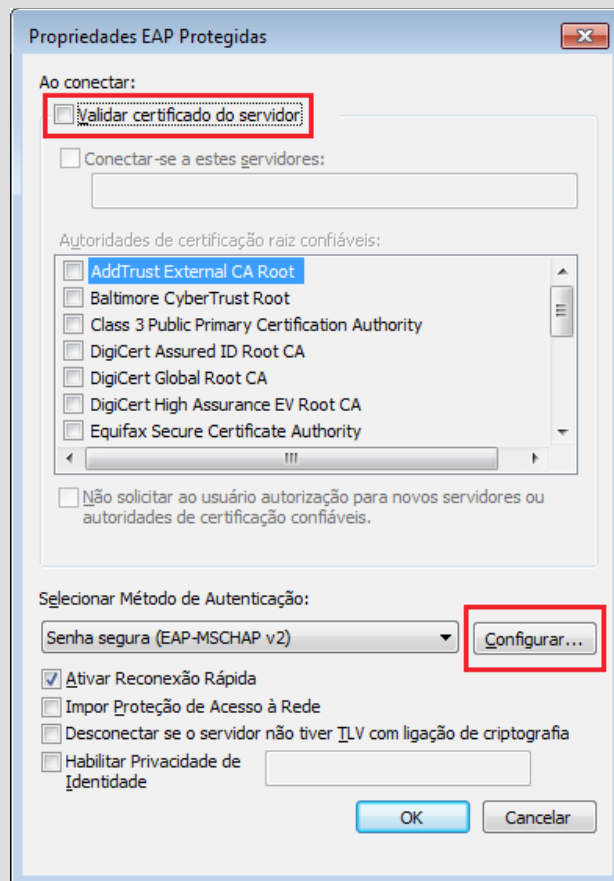 Propriedades EAP Protegidas
Ao conectar:
Validar certificado do servidor
Conectar-se a estes servidores:
Autoridades de certificação raiz confiáveis:
AddTrust External CA Root
Baltimore CyberTrust Root
Class 3 Public Primary Certification Authority
DigiCert Assured ID Root CA
DigiCert Global Root CA
DigiCert High Assurance EV Root CA
Equifax Secure Certificate Authority
Não solicitar ao usuário autorização para novos servidores ou
autoridades de certificação confiáveis.
Selecionar Método de Autenticação:
Senha segura (EAP-MSCHAP v2)
Configurar...
Ativar Reconexão Rápida
Impor Proteção de Acesso à Rede
Desconectar se o servidor não tiver TLV com ligação de criptografia
Habilitar Privacidade de
Identidade
OK
Cancelar